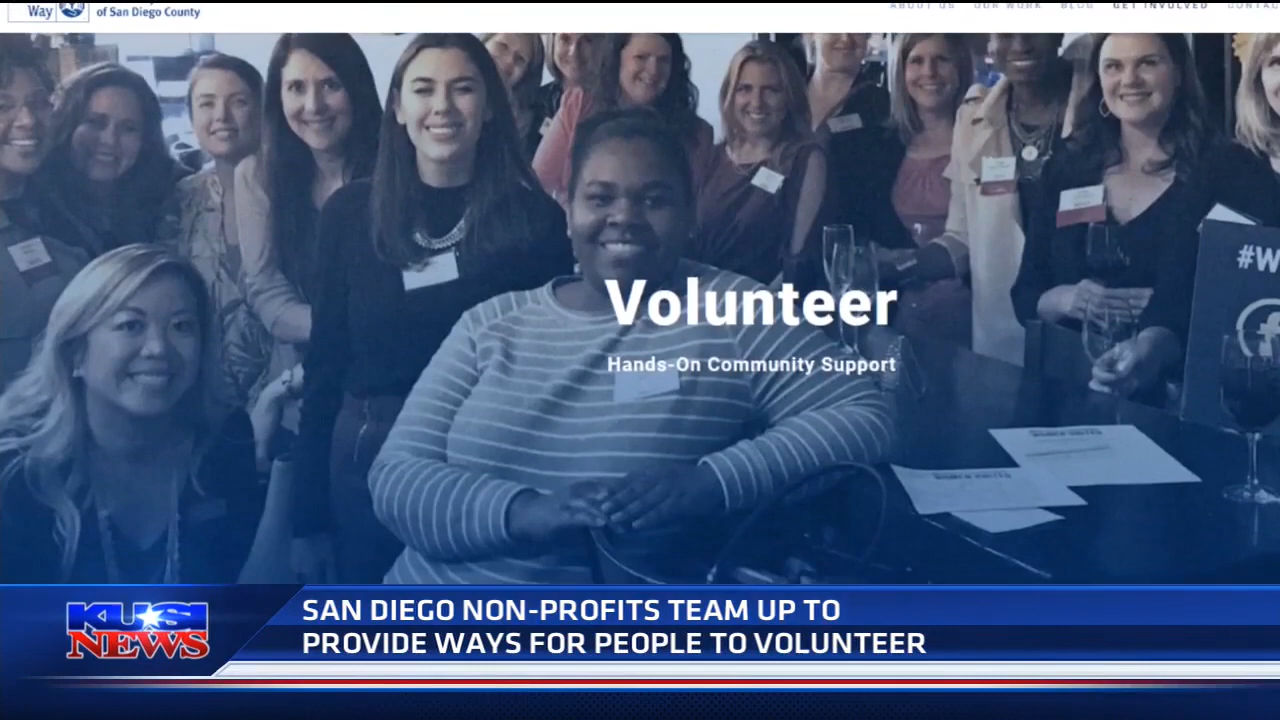 Way
of San Diego County
ABOUT US OUR WORK BLOG GET INVOLVED
#W
Volunteer
Hands-On Community Support
KUSI
NEWS
SAN DIEGO NON-PROFITS TEAM UP TO
PROVIDE WAYS FOR PEOPLE TO VOLUNTEER